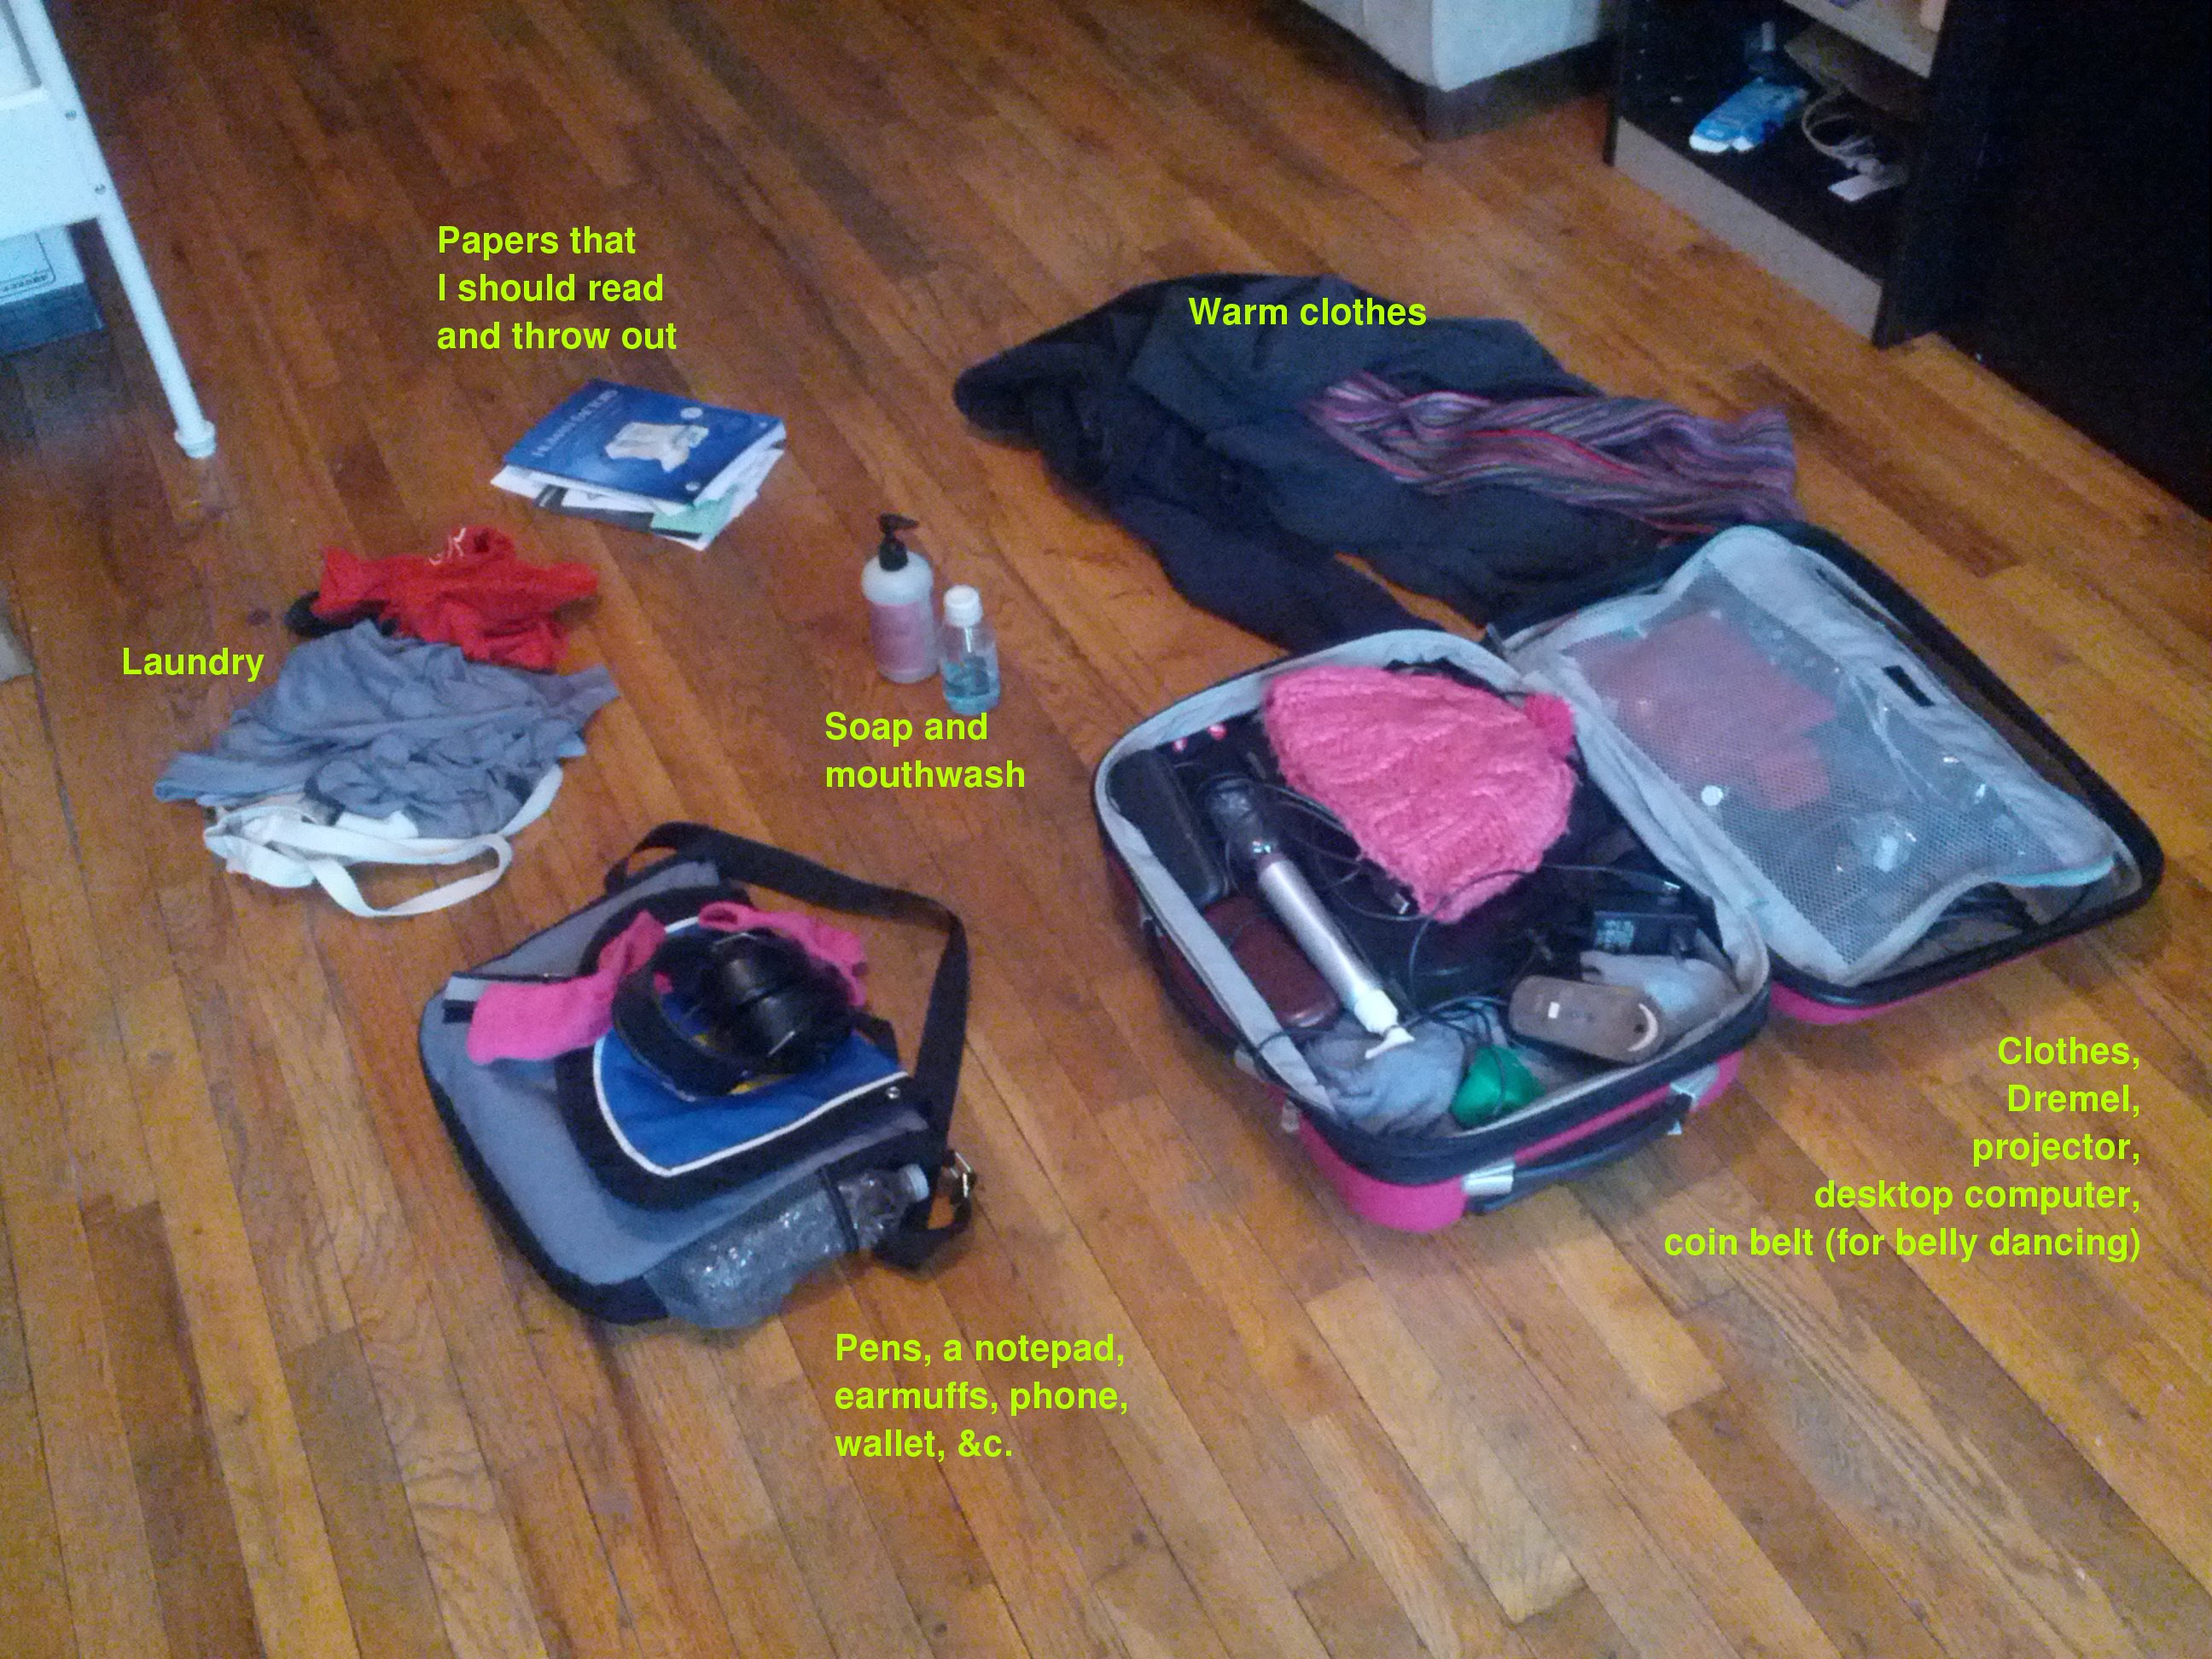 Papers that
I should read
and throw out
Warm clothes
Laundry
Soap and
mouthwash
Clothes,
Dremel,
projector,
desktop computer,
coin belt (for belly dancing)
Pens, a notepad,
earmuffs, phone,
wallet, &c.